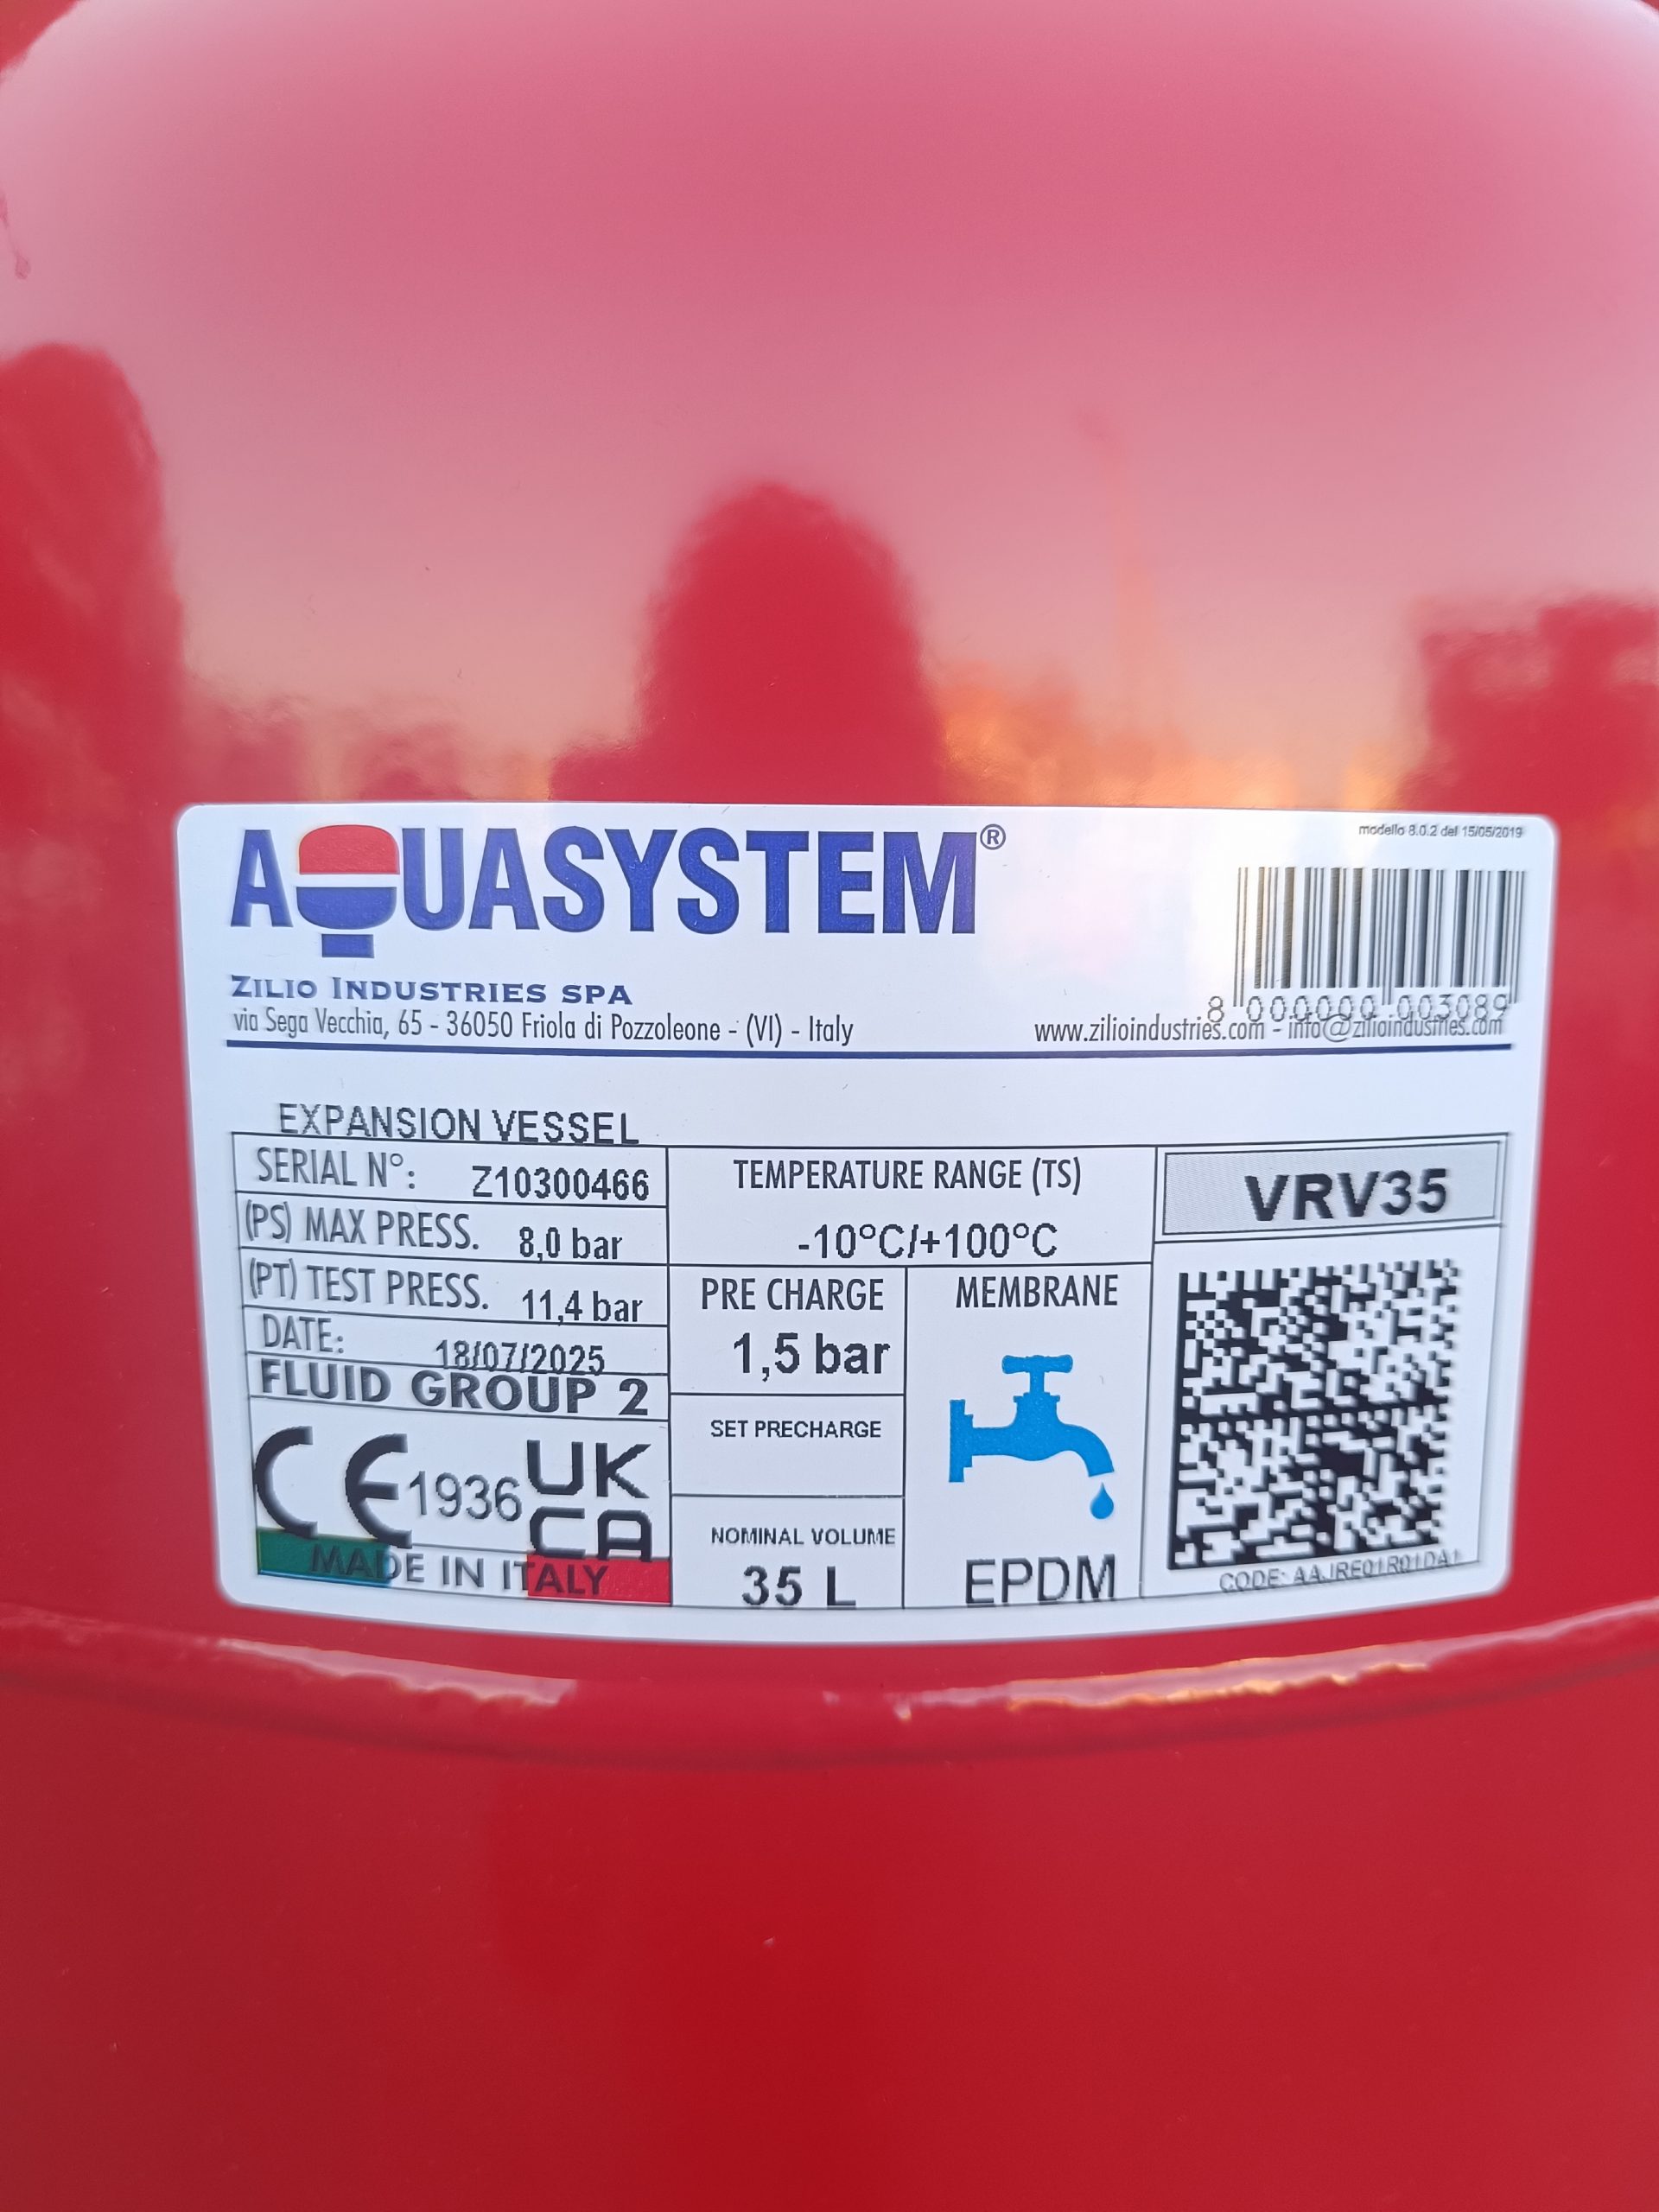 AQUASYSTEM®
modello 8.0.2 del 15/05/2019
8 000000 003089
ZILIO INDUSTRIES SPA
via Sega Vecchia, 65 - 36050 Friola di Pozzoleone - (VI) - Italy
www.zilioindustries.com - info@zilioindustries.com
EXPANSION VESSEL
SERIAL N°: Z10300466
(PS) MAX PRESS. 8,0 bar
(PT) TEST PRESS. 11,4 bar
DATE: 18/07/2025
FLUID GROUP 2
CE 1936 UK
CA
MADE IN ITALY
TEMPERATURE RANGE (TS)
-10°C/+100°C
PRE CHARGE
1,5 bar
SET PRECHARGE
NOMINAL VOLUME
35 L
MEMBRANE
EPDM
VRV35
CODE: AAJRE01R01DA1